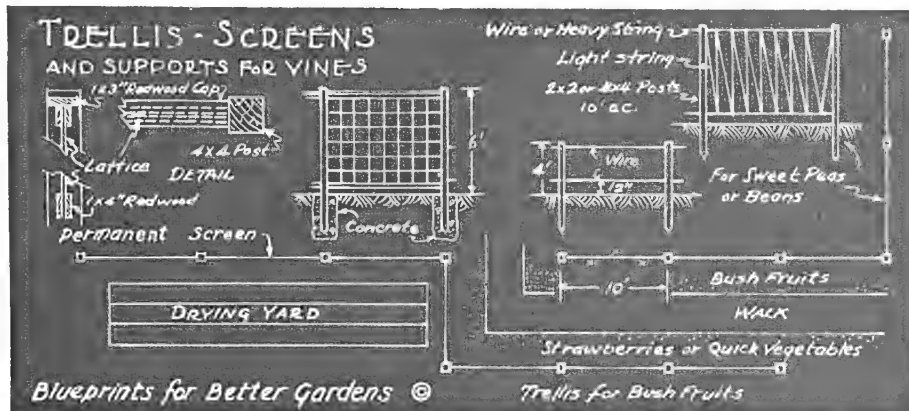 TRELLIS - SCREENS
AND SUPPORTS FOR VINES
1x3" Redwood Cap
Lattice
4x4 Post
DETAIL
1x4" Redwood
Permanent Screen
6'
Concrete
Wire or Heavy String
Light string
2x2 or 4x4 Posts
10' o.c.
4'
Wire
12"
For Sweet Peas
or Beans
10'
Bush Fruits
WALK
DRYING YARD
Strawberries or Quick Vegetables
Blueprints for Better Gardens ©
Trellis for Bush Fruits